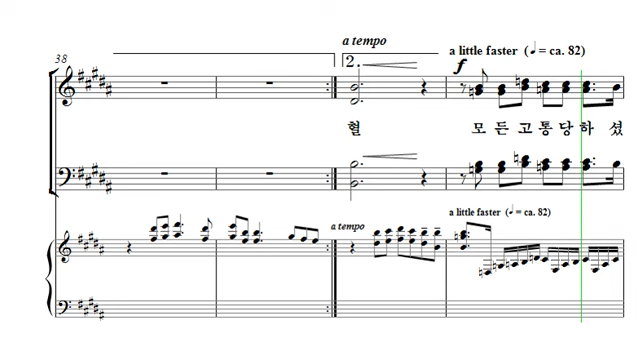 a tempo
38
2.
a little faster (♩= ca. 82)
f
혈 모 든 고 통 당 하 셨
a little faster (♩= ca. 82)
a tempo